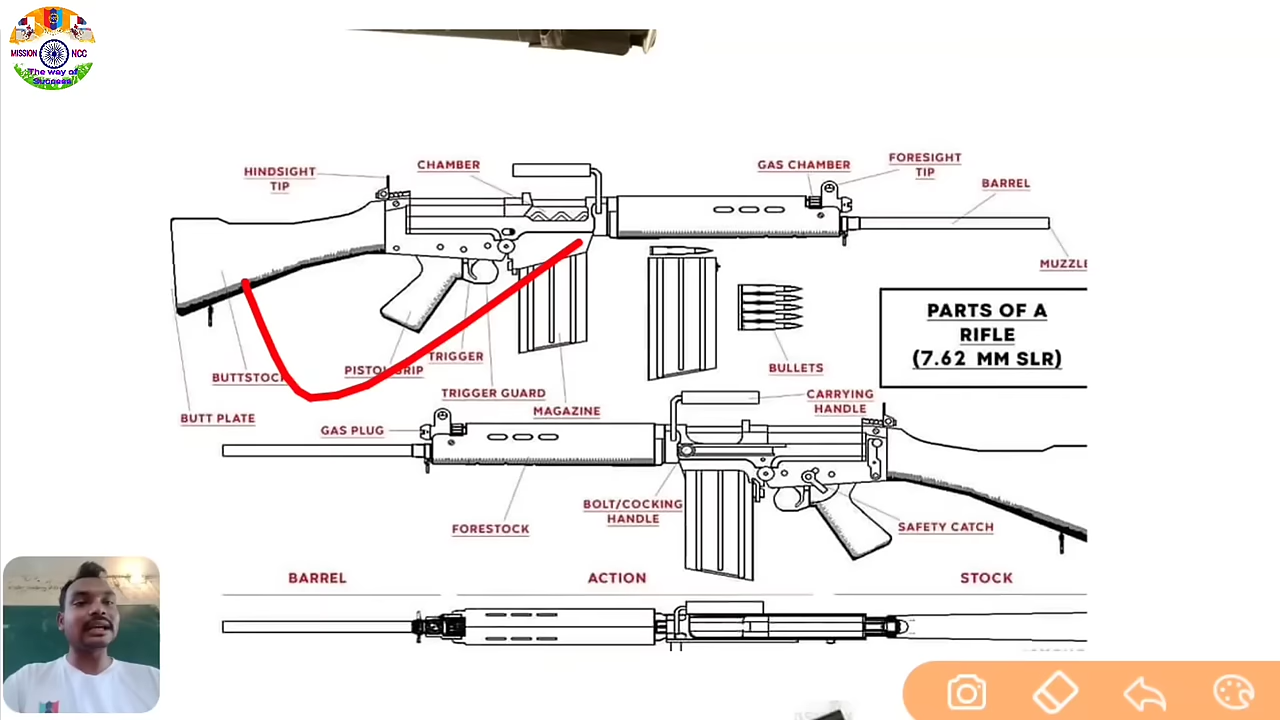 MISSION NCC
The way of
Success
HINDSIGHT
TIP
CHAMBER
GAS CHAMBER
FORESIGHT
TIP
BARREL
MUZZLE
PARTS OF A
RIFLE
(7.62 MM SLR)
BULLETS
TRIGGER
PISTOL GRIP
BUTTSTOCK
TRIGGER GUARD
MAGAZINE
BUTT PLATE
CARRYING
HANDLE
GAS PLUG
BOLT/COCKING
HANDLE
FORESTOCK
SAFETY CATCH
BARREL
ACTION
STOCK